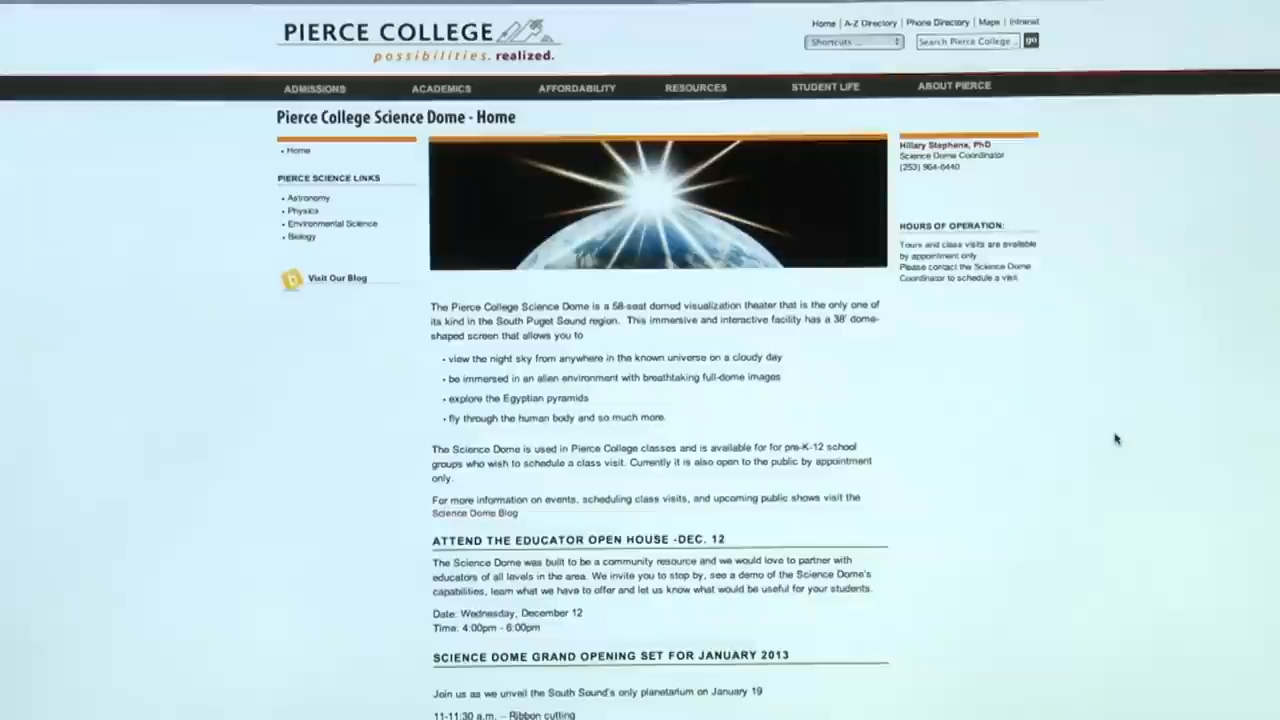 PIERCE COLLEGE
possibilities. realized.
Home | A-Z Directory | Phone Directory | Maps | Intranet
Shortcuts ...
Search Pierce College ...
go
ADMISSIONS ACADEMICS AFFORDABILITY RESOURCES STUDENT LIFE ABOUT PIERCE
Pierce College Science Dome - Home
• Home
PIERCE SCIENCE LINKS
• Astronomy
• Physics
• Environmental Science
• Biology
b Visit Our Blog
The Pierce College Science Dome is a 58-seat domed visualization theater that is the only one of
its kind in the South Puget Sound region. This immersive and interactive facility has a 38' dome-
shaped screen that allows you to
• view the night sky from anywhere in the known universe on a cloudy day
• be immersed in an alien environment with breathtaking full-dome images
• explore the Egyptian pyramids
• fly through the human body and so much more.
The Science Dome is used in Pierce College classes and is available for for pre-K-12 school
groups who wish to schedule a class visit. Currently it is also open to the public by appointment
only.
For more information on events, scheduling class visits, and upcoming public shows visit the
Science Dome Blog
ATTEND THE EDUCATOR OPEN HOUSE -DEC. 12
The Science Dome was built to be a community resource and we would love to partner with
educators of all levels in the area. We invite you to stop by, see a demo of the Science Dome's
capabilities, learn what we have to offer and let us know what would be useful for your students.
Date: Wednesday, December 12
Time: 4:00pm - 6:00pm
SCIENCE DOME GRAND OPENING SET FOR JANUARY 2013
Join us as we unveil the South Sound's only planetarium on January 19
11-11:30 a.m. – Ribbon cutting
Hillary Stephens, PhD
Science Dome Coordinator
(253) 964-6440
HOURS OF OPERATION:
Tours and class visits are available
by appointment only
Please contact the Science Dome
Coordinator to schedule a visit